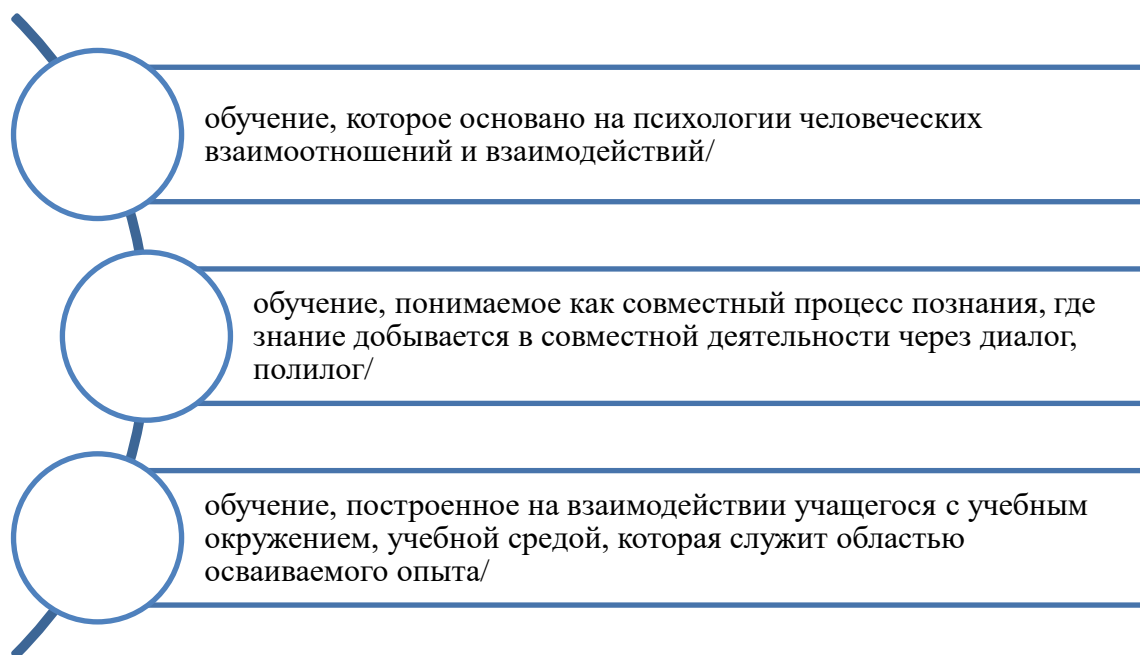 обучение, которое основано на психологии человеческих
взаимоотношений и взаимодействий/
обучение, понимаемое как совместный процесс познания, где
знание добывается в совместной деятельности через диалог,
полилог/
обучение, построенное на взаимодействии учащегося с учебным
окружением, учебной средой, которая служит областью
осваиваемого опыта/